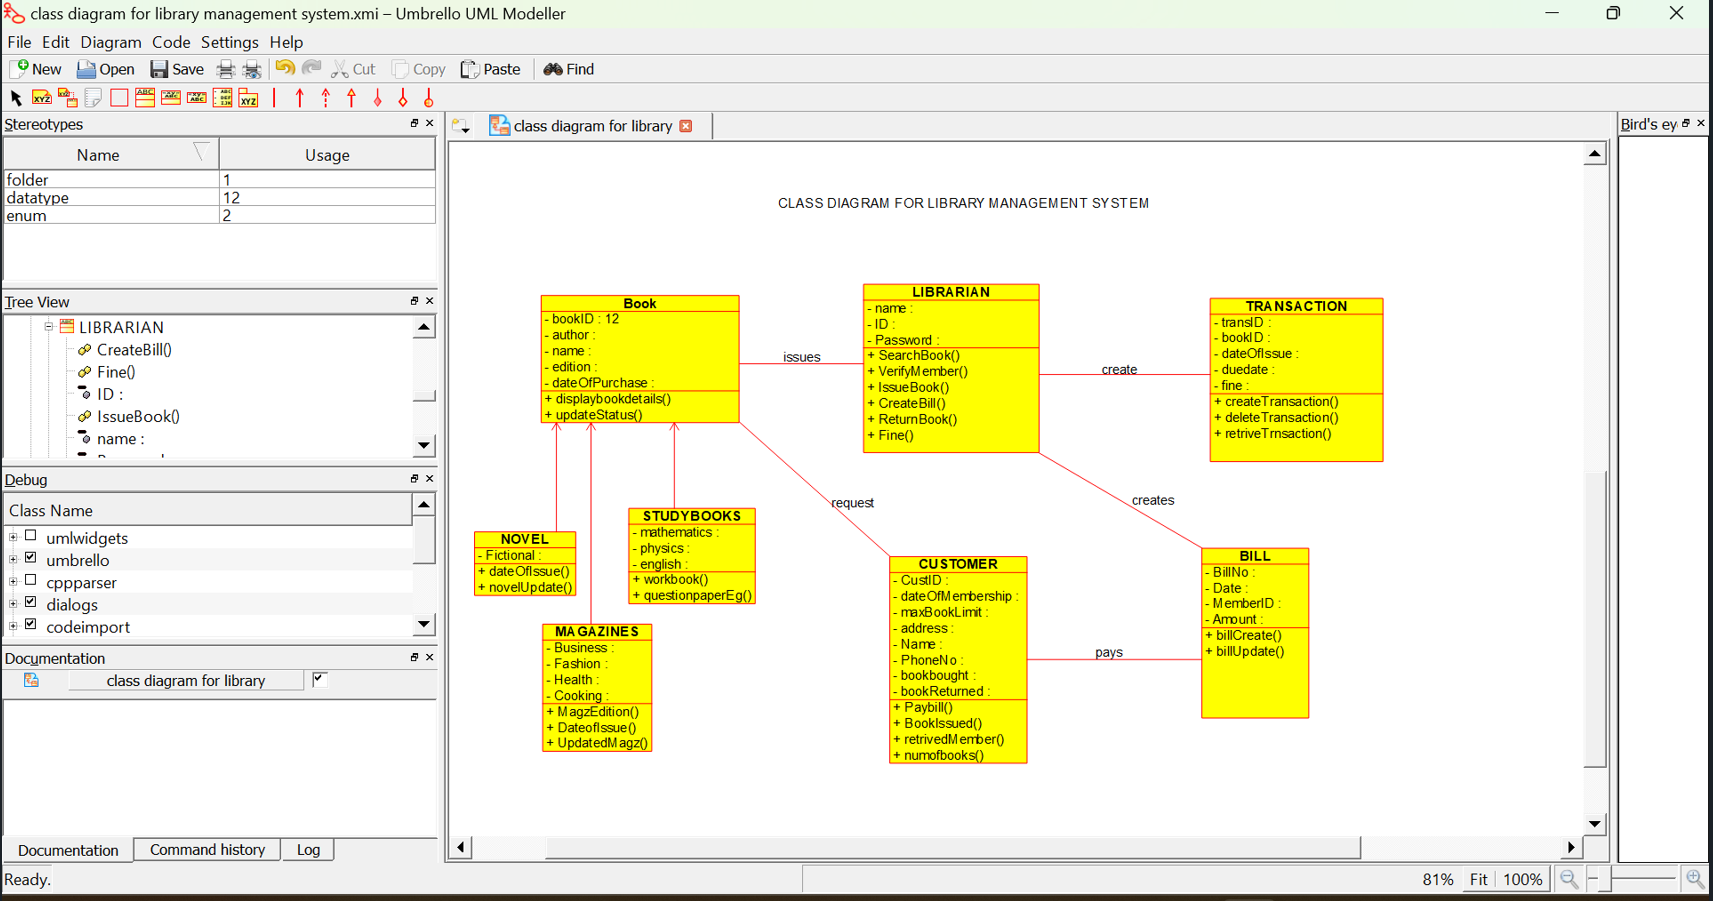 class diagram for library management system.xmi – Umbrello UML Modeller
File Edit Diagram Code Settings Help
New Open Save Cut Copy Paste Find
Stereotypes
Name Usage
folder 1
datatype 12
enum 2
Tree View
LIBRARIAN
CreateBill()
Fine()
ID :
IssueBook()
name :
Debug
Class Name
umlwidgets
umbrello
cppparser
dialogs
codeimport
Documentation
class diagram for library
Documentation Command history Log
Ready.
class diagram for library
Bird's ey
CLASS DIAGRAM FOR LIBRARY MANAGEMENT SYSTEM
Book
- bookID : 12
- author :
- name :
- edition :
- dateOfPurchase :
+ displaybookdetails()
+ updateStatus()
issues
LIBRARIAN
- name :
- ID :
- Password :
+ SearchBook()
+ VerifyMember()
+ IssueBook()
+ CreateBill()
+ ReturnBook()
+ Fine()
create
TRANSACTION
- transID :
- bookID :
- dateOfIssue :
- duedate :
- fine :
+ createTransaction()
+ deleteTransaction()
+ retriveTrnsaction()
request
creates
NOVEL
- Fictional :
+ dateOfIssue()
+ novelUpdate()
STUDYBOOKS
- mathematics :
- physics :
- english :
+ workbook()
+ questionpaperEg()
MAGAZINES
- Business :
- Fashion :
- Health :
- Cooking :
+ MagzEdition()
+ DateofIssue()
+ UpdatedMagz()
CUSTOMER
- CustID :
- dateOfMembership :
- maxBookLimit :
- address :
- Name :
- PhoneNo :
- bookbought :
- bookReturned :
+ Paybill()
+ BookIssued()
+ retrivedMember()
+ numofbooks()
pays
BILL
- BillNo :
- Date :
- MemberID :
- Amount :
+ billCreate()
+ billUpdate()
81% Fit 100%